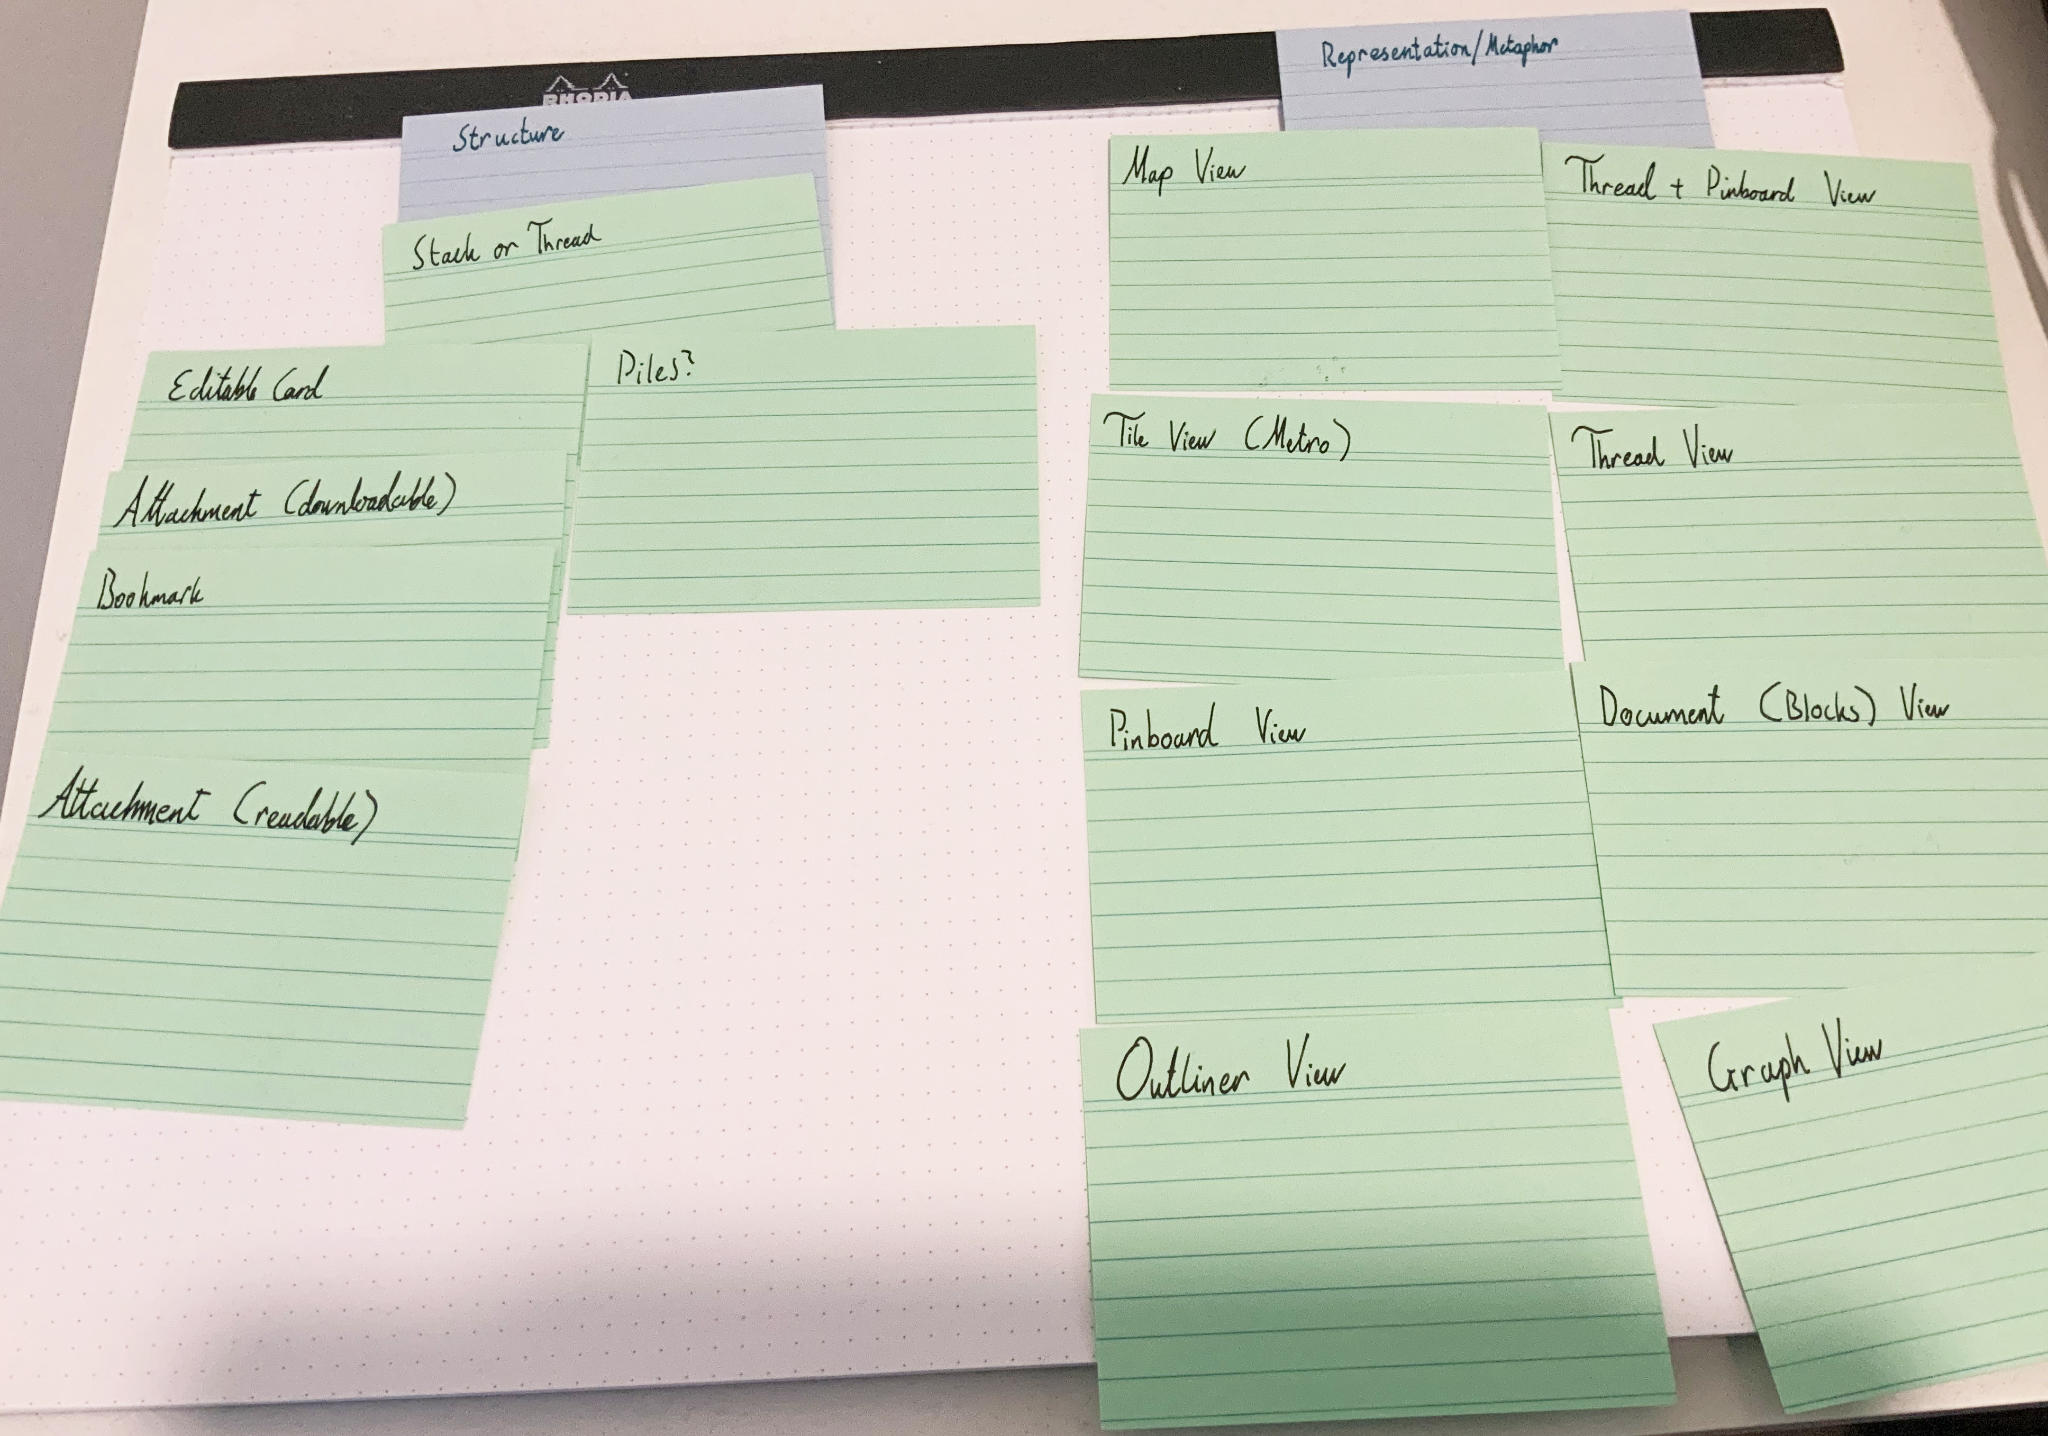 RHODIA
Structure
Stack or Thread
Editable Card
Piles?
Attachment (downloadable)
Bookmark
Attachment (readable)
Representation/Metaphor
Map View
Thread + Pinboard View
Tile View (Metro)
Thread View
Pinboard View
Document (Blocks) View
Outliner View
Graph View